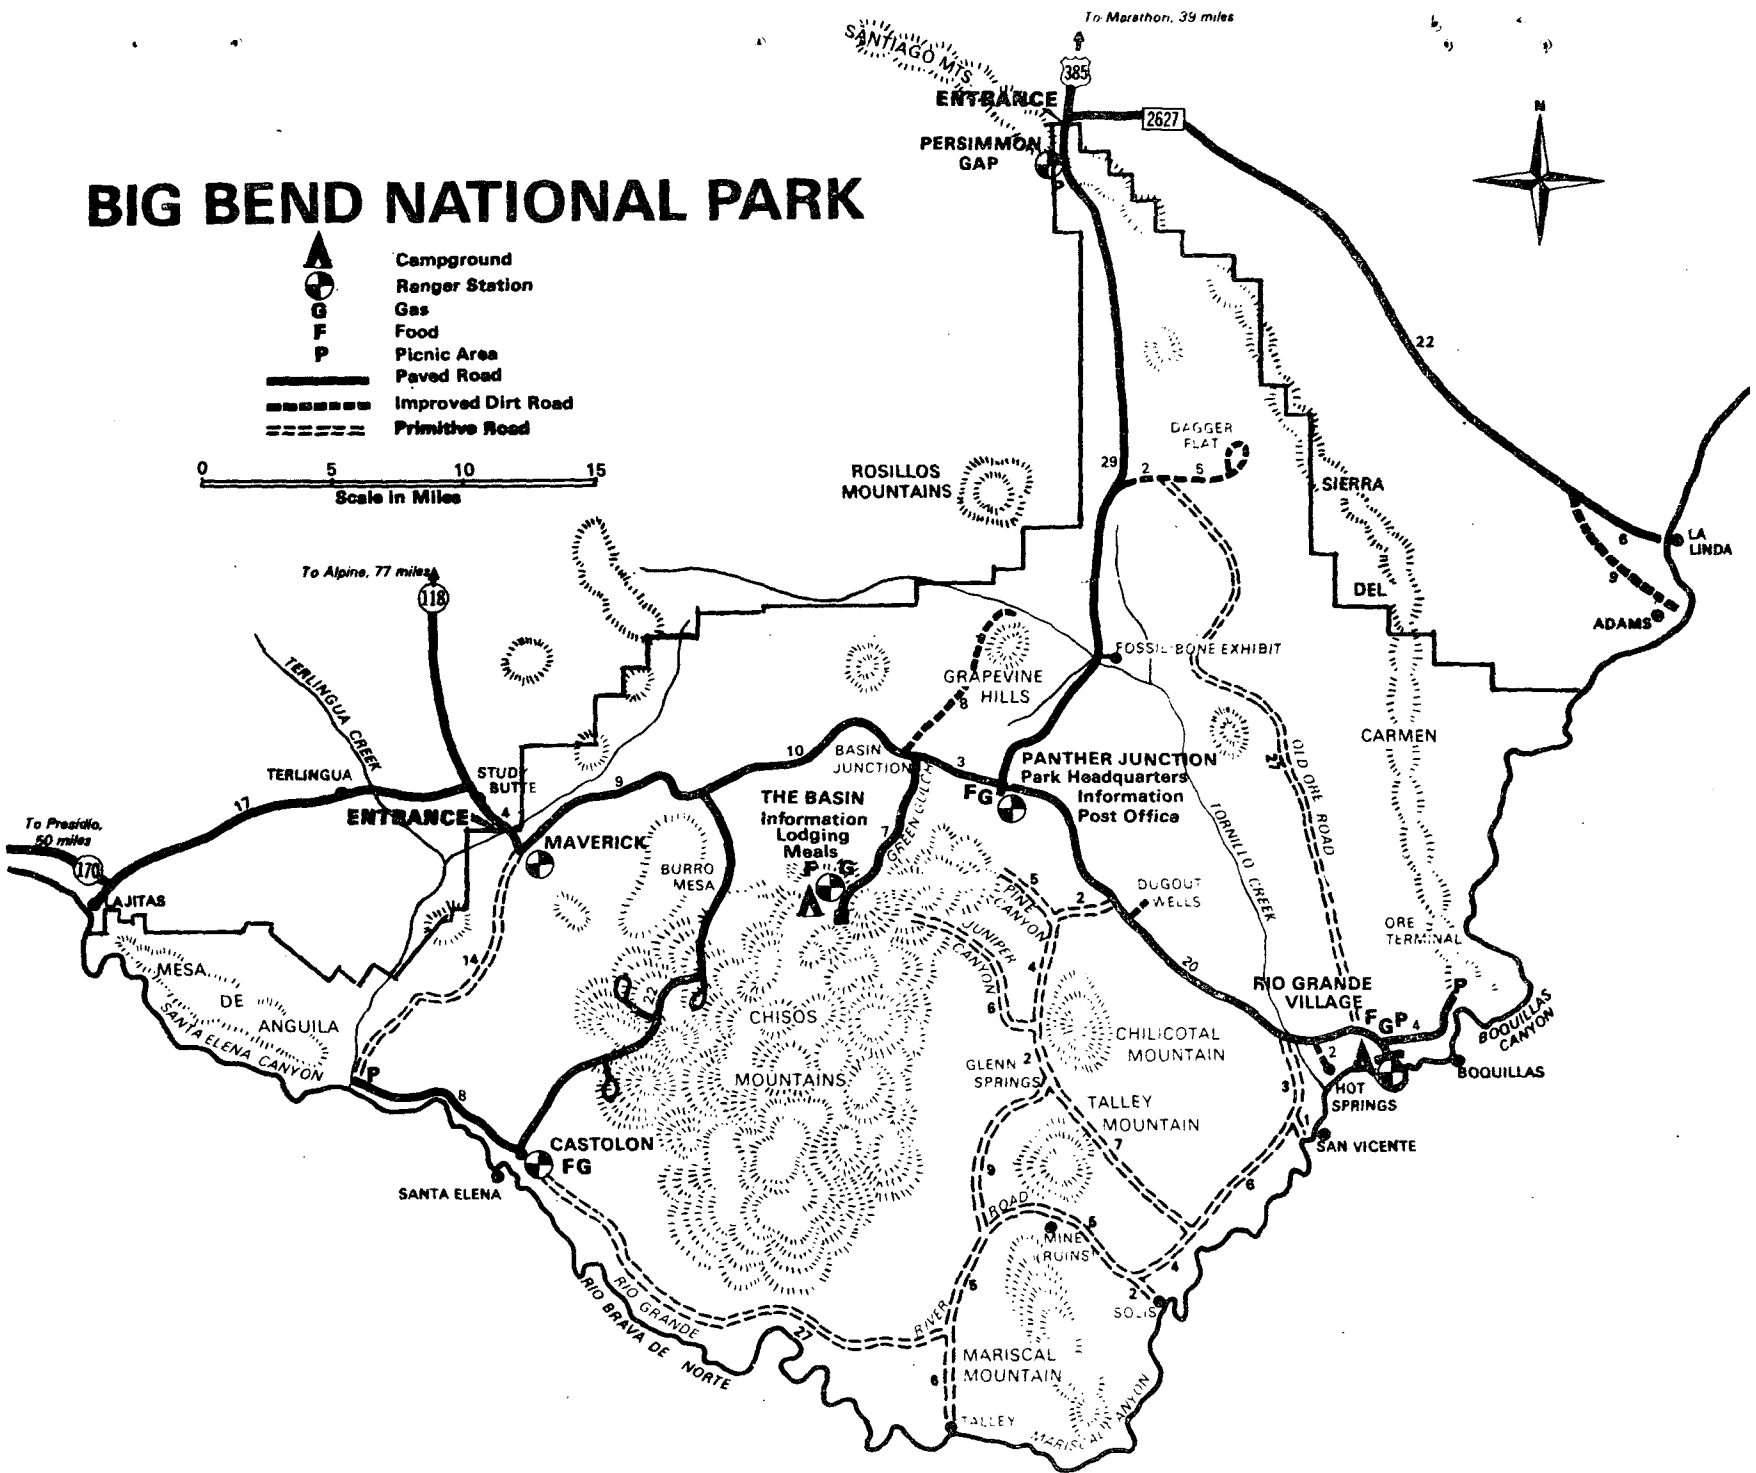 To Marathon, 39 miles
SANTIAGO MTS.
385
ENTRANCE
2627
N
PERSIMMON
GAP
P
BIG BEND NATIONAL PARK
Campground
Ranger Station
G Gas
F Food
P Picnic Area
Paved Road
Improved Dirt Road
Primitive Road
0 5 10 15
Scale in Miles
22
DAGGER
FLAT
29
2
5
ROSILLOS
MOUNTAINS
SIERRA
6
LA
LINDA
9
ADAMS
DEL
To Alpine, 77 miles
118
FOSSIL BONE EXHIBIT
GRAPEVINE
HILLS
8
TERLINGUA CREEK
CARMEN
OLD ORE ROAD
27
10
BASIN
JUNCTION
3
PANTHER JUNCTION
Park Headquarters
Information
Post Office
FG
TERLINGUA
STUDY
BUTTE
17
9
4
ENTRANCE
THE BASIN
Information
Lodging
Meals
F G
7
GREEN GULCH
TORNILLO CREEK
To Presidio,
50 miles
170
LAJITAS
MAVERICK
BURRO
MESA
5
PINE
CANYON
2
DUGOUT
WELLS
JUNIPER
CANYON
ORE
TERMINAL
14
4
20
MESA
DE
ANGUILA
SANTA ELENA CANYON
22
CHISOS
MOUNTAINS
6
RIO GRANDE
VILLAGE
P
F G P
4
BOQUILLAS
CANYON
CHILICOTAL
MOUNTAIN
2
GLENN
SPRINGS
2
BOQUILLAS
HOT
SPRINGS
3
P
8
TALLEY
MOUNTAIN
7
1
SAN VICENTE
CASTOLON
FG
SANTA ELENA
9
6
ROAD
5
MINE
(RUINS)
4
2
SOLIS
RIO GRANDE
RIO BRAVA DE NORTE
27
5
RIVER
MARISCAL
MOUNTAIN
6
TALLEY
MARISCAL CANYON